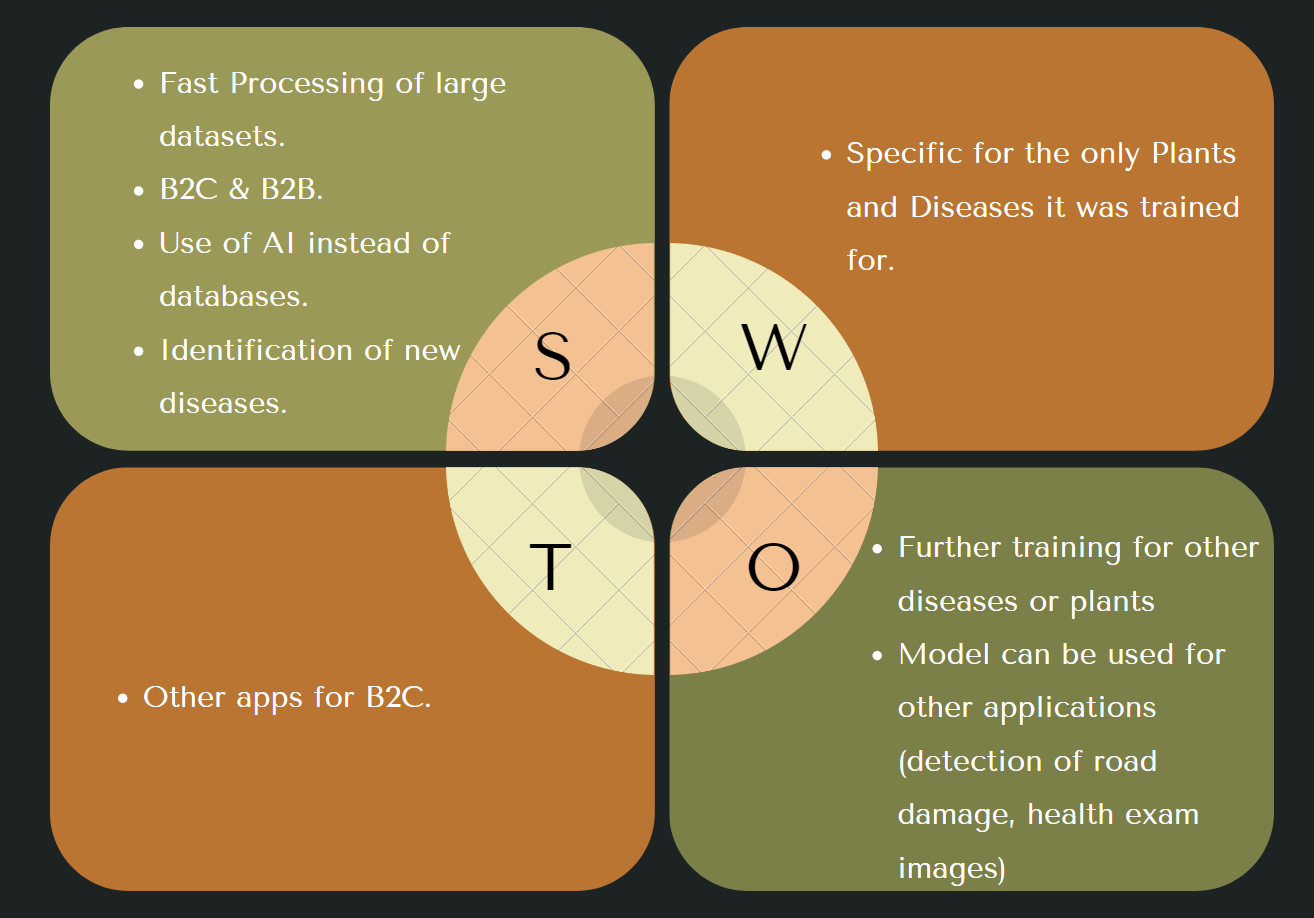 • Fast Processing of large
datasets.
• B2C & B2B.
• Use of AI instead of
databases.
• Identification of new
diseases.
S
• Specific for the only Plants
and Diseases it was trained
for.
W
T
• Other apps for B2C.
O
• Further training for other
diseases or plants
• Model can be used for
other applications
(detection of road
damage, health exam
images)